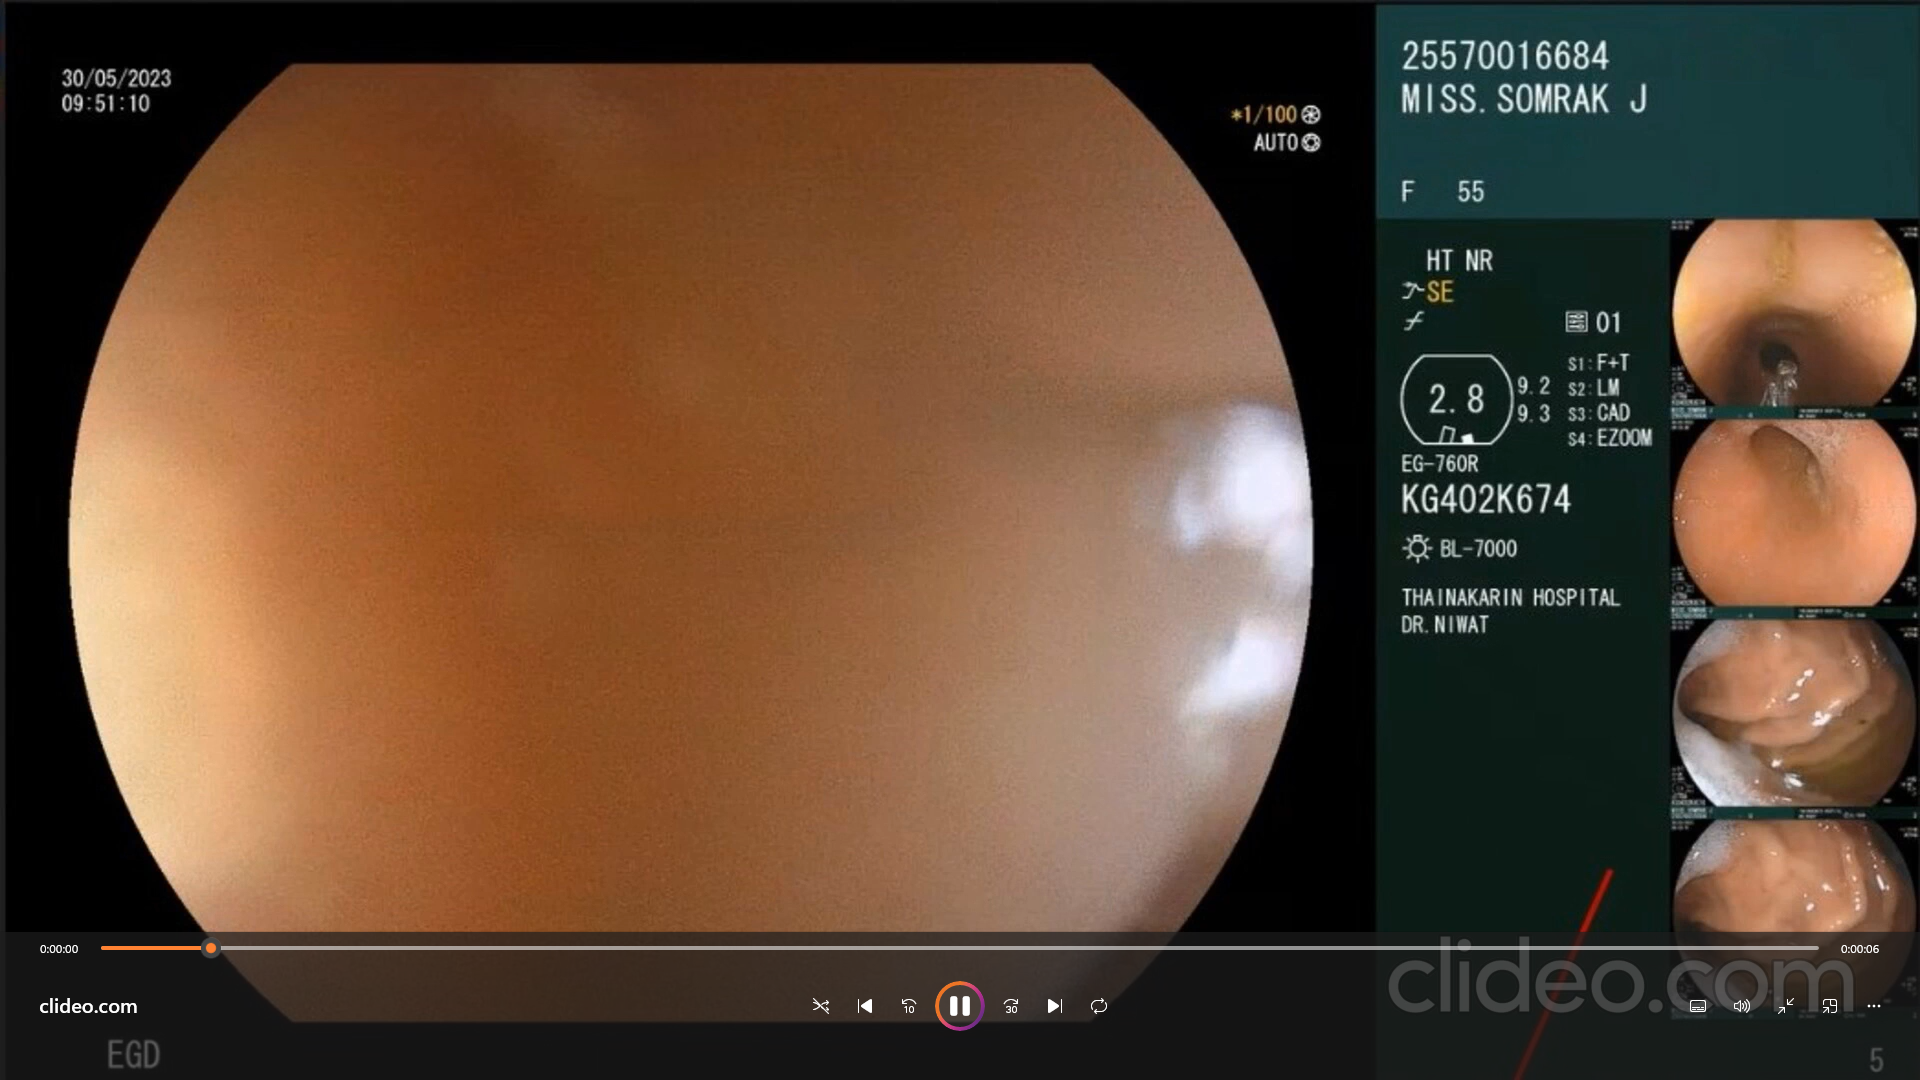 30/05/2023
09:51:10
*1/100
AUTO
25570016684
MISS. SOMRAK J
F 55
HT NR
SE
01
2.8
9.2
9.3
S1:F+T
S2:LM
S3:CAD
S4:EZOOM
EG-760R
KG402K674
BL-7000
THAINAKARIN HOSPITAL
DR. NIWAT
0:00:00
0:00:06
clideo.com
10
30
clideo.com
EGD
5